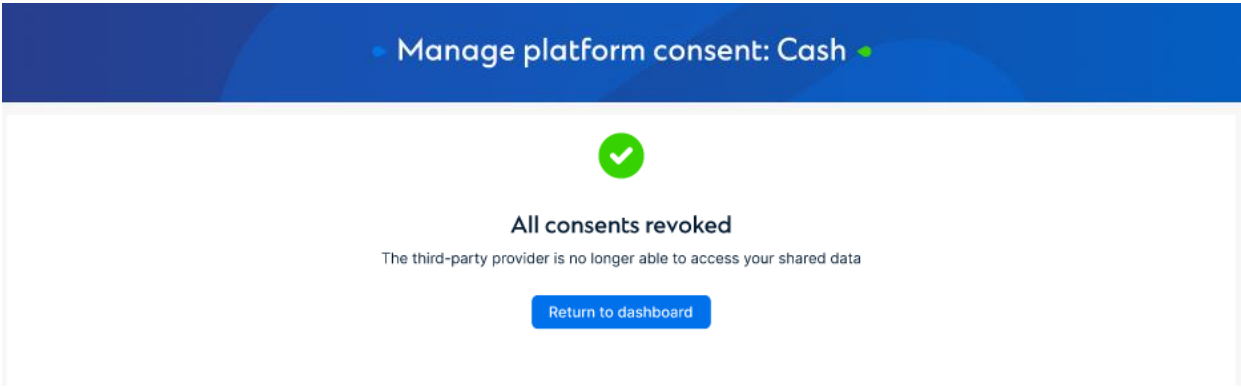 Manage platform consent: Cash
All consents revoked
The third-party provider is no longer able to access your shared data
Return to dashboard